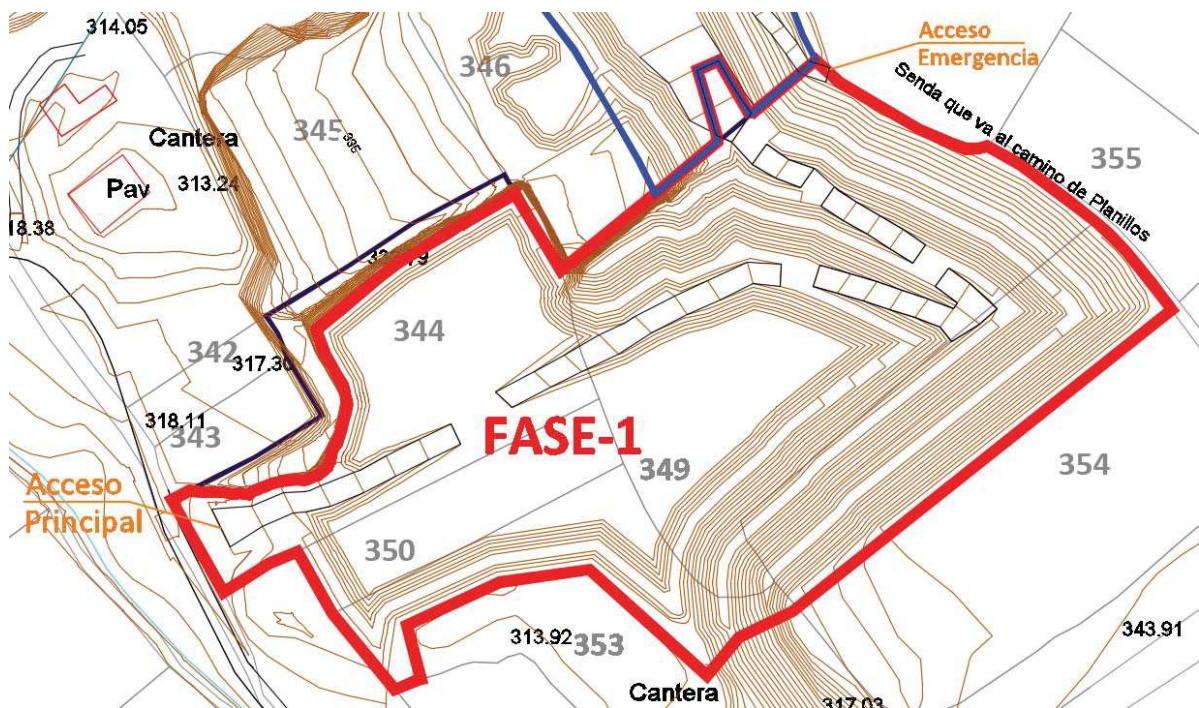 314.05
346
Acceso
Emergencia
Senda que va al camino de Planillos
Cantera
345
355
Pav
313.24
18.38
344
342
317.30
318.11
343
FASE-1
349
354
Acceso
Principal
350
313.92
353
343.91
Cantera
317.03